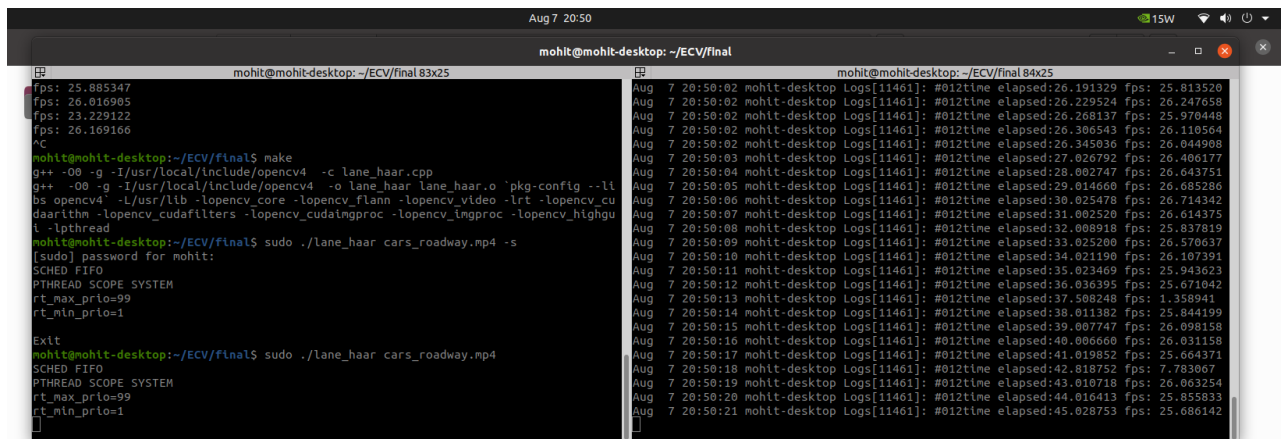 Aug 7 20:50
15W
mohit@mohit-desktop: ~/ECV/final
mohit@mohit-desktop: ~/ECV/final 83x25
fps: 25.885347
fps: 26.016905
fps: 23.229122
fps: 26.169166
^C
mohit@mohit-desktop:~/ECV/final$ make
g++ -O0 -g -I/usr/local/include/opencv4  -c lane_haar.cpp
g++  -O0 -g -I/usr/local/include/opencv4  -o lane_haar lane_haar.o `pkg-config --li
bs opencv4` -L/usr/lib -lopencv_core -lopencv_flann -lopencv_video -lrt -lopencv_cu
daarithm -lopencv_cudafilters -lopencv_cudaimgproc -lopencv_imgproc -lopencv_highgu
i -lpthread
mohit@mohit-desktop:~/ECV/final$ sudo ./lane_haar cars_roadway.mp4 -s
[sudo] password for mohit:
SCHED FIFO
PTHREAD SCOPE SYSTEM
rt_max_prio=99
rt_min_prio=1
Exit
mohit@mohit-desktop:~/ECV/final$ sudo ./lane_haar cars_roadway.mp4
SCHED FIFO
PTHREAD SCOPE SYSTEM
rt_max_prio=99
rt_min_prio=1
mohit@mohit-desktop: ~/ECV/final 84x25
Aug  7 20:50:02 mohit-desktop Logs[11461]: #012time elapsed:26.191329 fps: 25.813520
Aug  7 20:50:02 mohit-desktop Logs[11461]: #012time elapsed:26.229524 fps: 26.247658
Aug  7 20:50:02 mohit-desktop Logs[11461]: #012time elapsed:26.268137 fps: 25.970448
Aug  7 20:50:02 mohit-desktop Logs[11461]: #012time elapsed:26.306543 fps: 26.110564
Aug  7 20:50:02 mohit-desktop Logs[11461]: #012time elapsed:26.345036 fps: 26.044908
Aug  7 20:50:03 mohit-desktop Logs[11461]: #012time elapsed:27.026792 fps: 26.406177
Aug  7 20:50:04 mohit-desktop Logs[11461]: #012time elapsed:28.002747 fps: 26.643751
Aug  7 20:50:05 mohit-desktop Logs[11461]: #012time elapsed:29.014660 fps: 26.685286
Aug  7 20:50:06 mohit-desktop Logs[11461]: #012time elapsed:30.025478 fps: 26.714342
Aug  7 20:50:07 mohit-desktop Logs[11461]: #012time elapsed:31.002520 fps: 26.614375
Aug  7 20:50:08 mohit-desktop Logs[11461]: #012time elapsed:32.008918 fps: 25.837819
Aug  7 20:50:09 mohit-desktop Logs[11461]: #012time elapsed:33.025200 fps: 26.570637
Aug  7 20:50:10 mohit-desktop Logs[11461]: #012time elapsed:34.021190 fps: 26.107391
Aug  7 20:50:11 mohit-desktop Logs[11461]: #012time elapsed:35.023469 fps: 25.943623
Aug  7 20:50:12 mohit-desktop Logs[11461]: #012time elapsed:36.036395 fps: 25.671042
Aug  7 20:50:13 mohit-desktop Logs[11461]: #012time elapsed:37.508248 fps: 1.358941
Aug  7 20:50:14 mohit-desktop Logs[11461]: #012time elapsed:38.011382 fps: 25.844199
Aug  7 20:50:15 mohit-desktop Logs[11461]: #012time elapsed:39.007747 fps: 26.098158
Aug  7 20:50:16 mohit-desktop Logs[11461]: #012time elapsed:40.006660 fps: 26.031158
Aug  7 20:50:17 mohit-desktop Logs[11461]: #012time elapsed:41.019852 fps: 25.664371
Aug  7 20:50:18 mohit-desktop Logs[11461]: #012time elapsed:42.818752 fps: 7.783067
Aug  7 20:50:19 mohit-desktop Logs[11461]: #012time elapsed:43.010718 fps: 26.063254
Aug  7 20:50:20 mohit-desktop Logs[11461]: #012time elapsed:44.016413 fps: 25.855833
Aug  7 20:50:21 mohit-desktop Logs[11461]: #012time elapsed:45.028753 fps: 25.686142